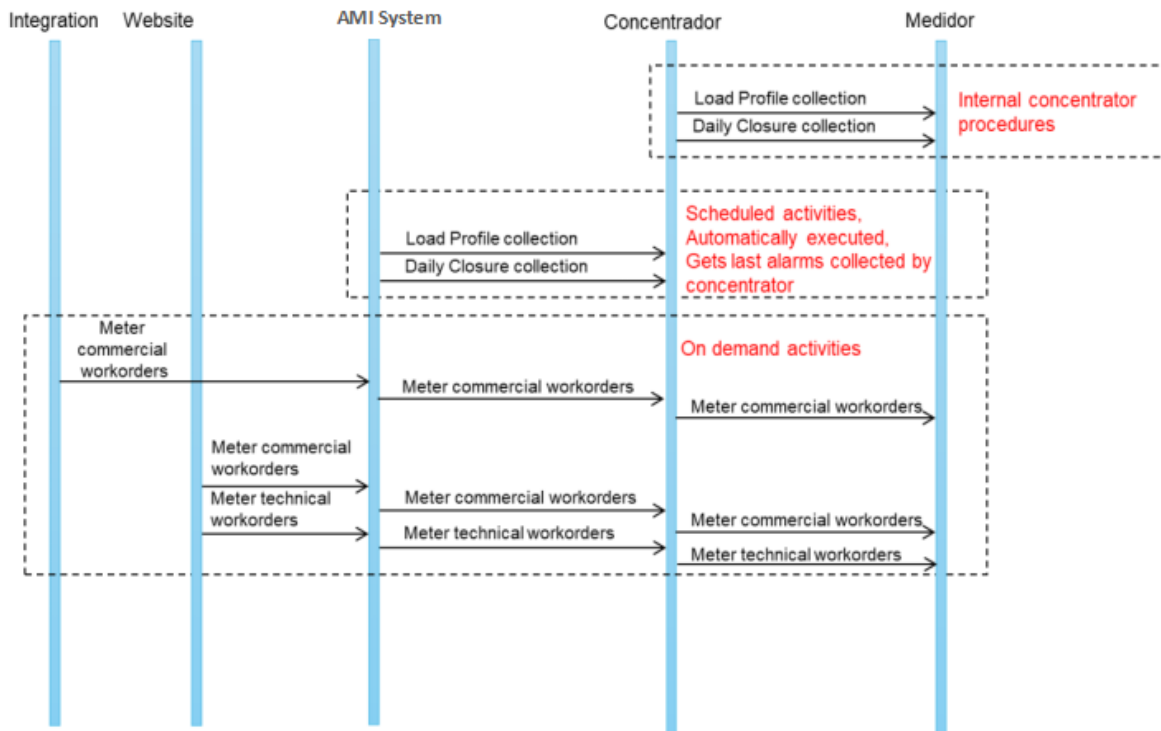 Integration
Website
AMI System
Concentrador
Medidor
Load Profile collection
Daily Closure collection
Internal concentrator
procedures
Load Profile collection
Daily Closure collection
Scheduled activities,
Automatically executed,
Gets last alarms collected by
concentrator
Meter
commercial
workorders
On demand activities
Meter commercial workorders
Meter commercial workorders
Meter commercial
workorders
Meter technical
workorders
Meter commercial workorders
Meter technical workorders
Meter commercial workorders
Meter technical workorders